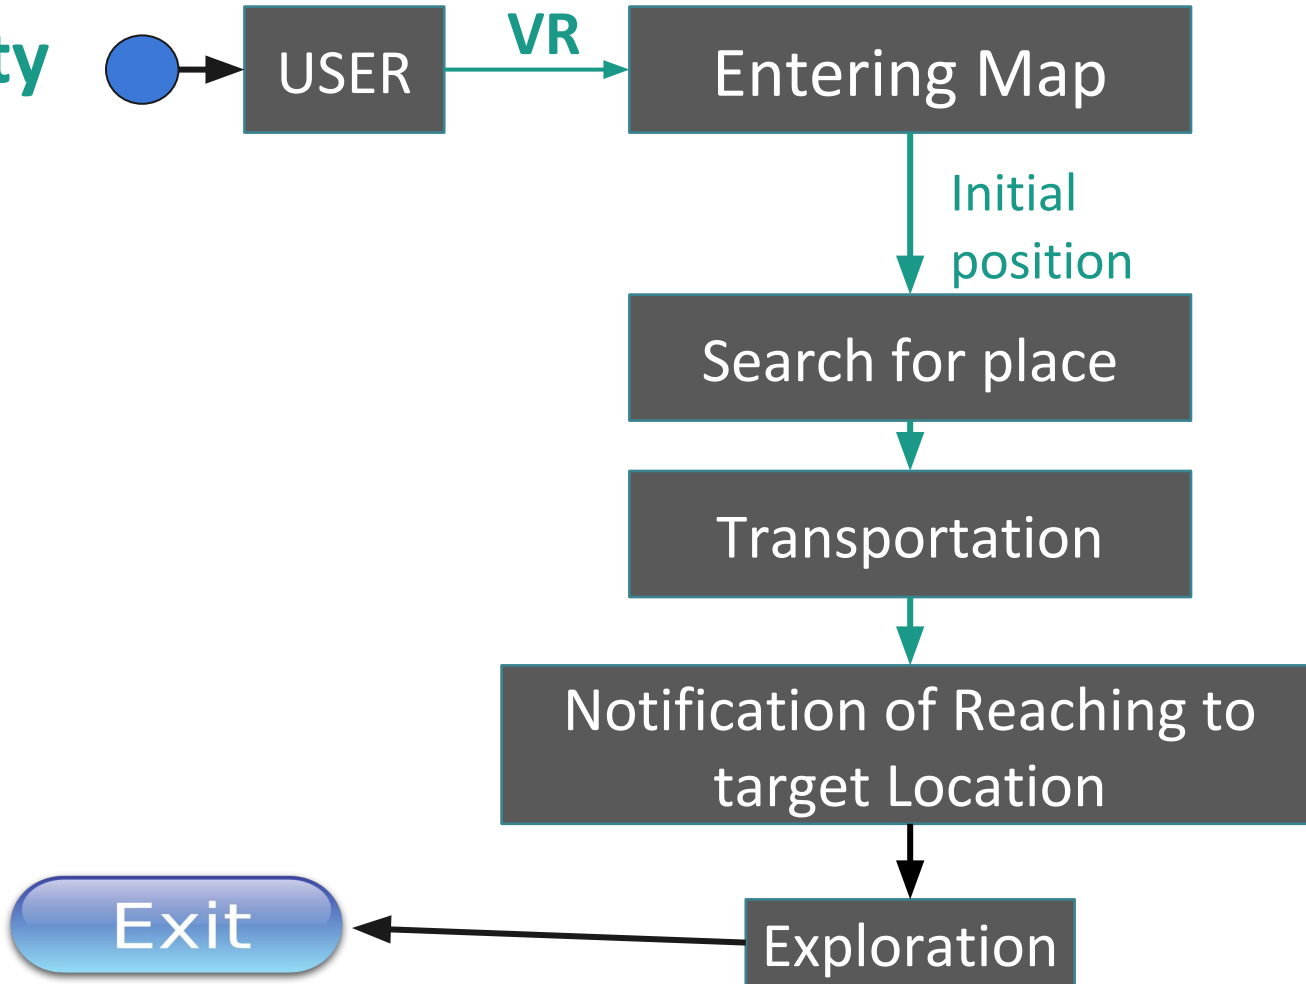 ty
USER
VR
Entering Map
Initial
position
Search for place
Transportation
Notification of Reaching to
target Location
Exploration
Exit